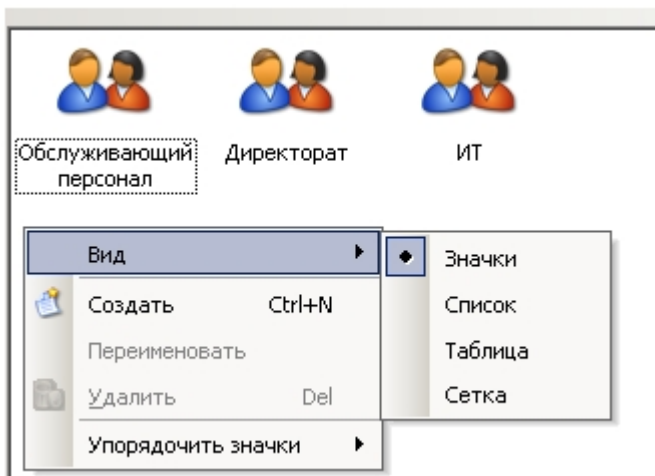 Обслуживающий
персонал
Директорат
ИТ
Вид
Создать Ctrl+N
Переименовать
Удалить Del
Упорядочить значки
Значки
Список
Таблица
Сетка